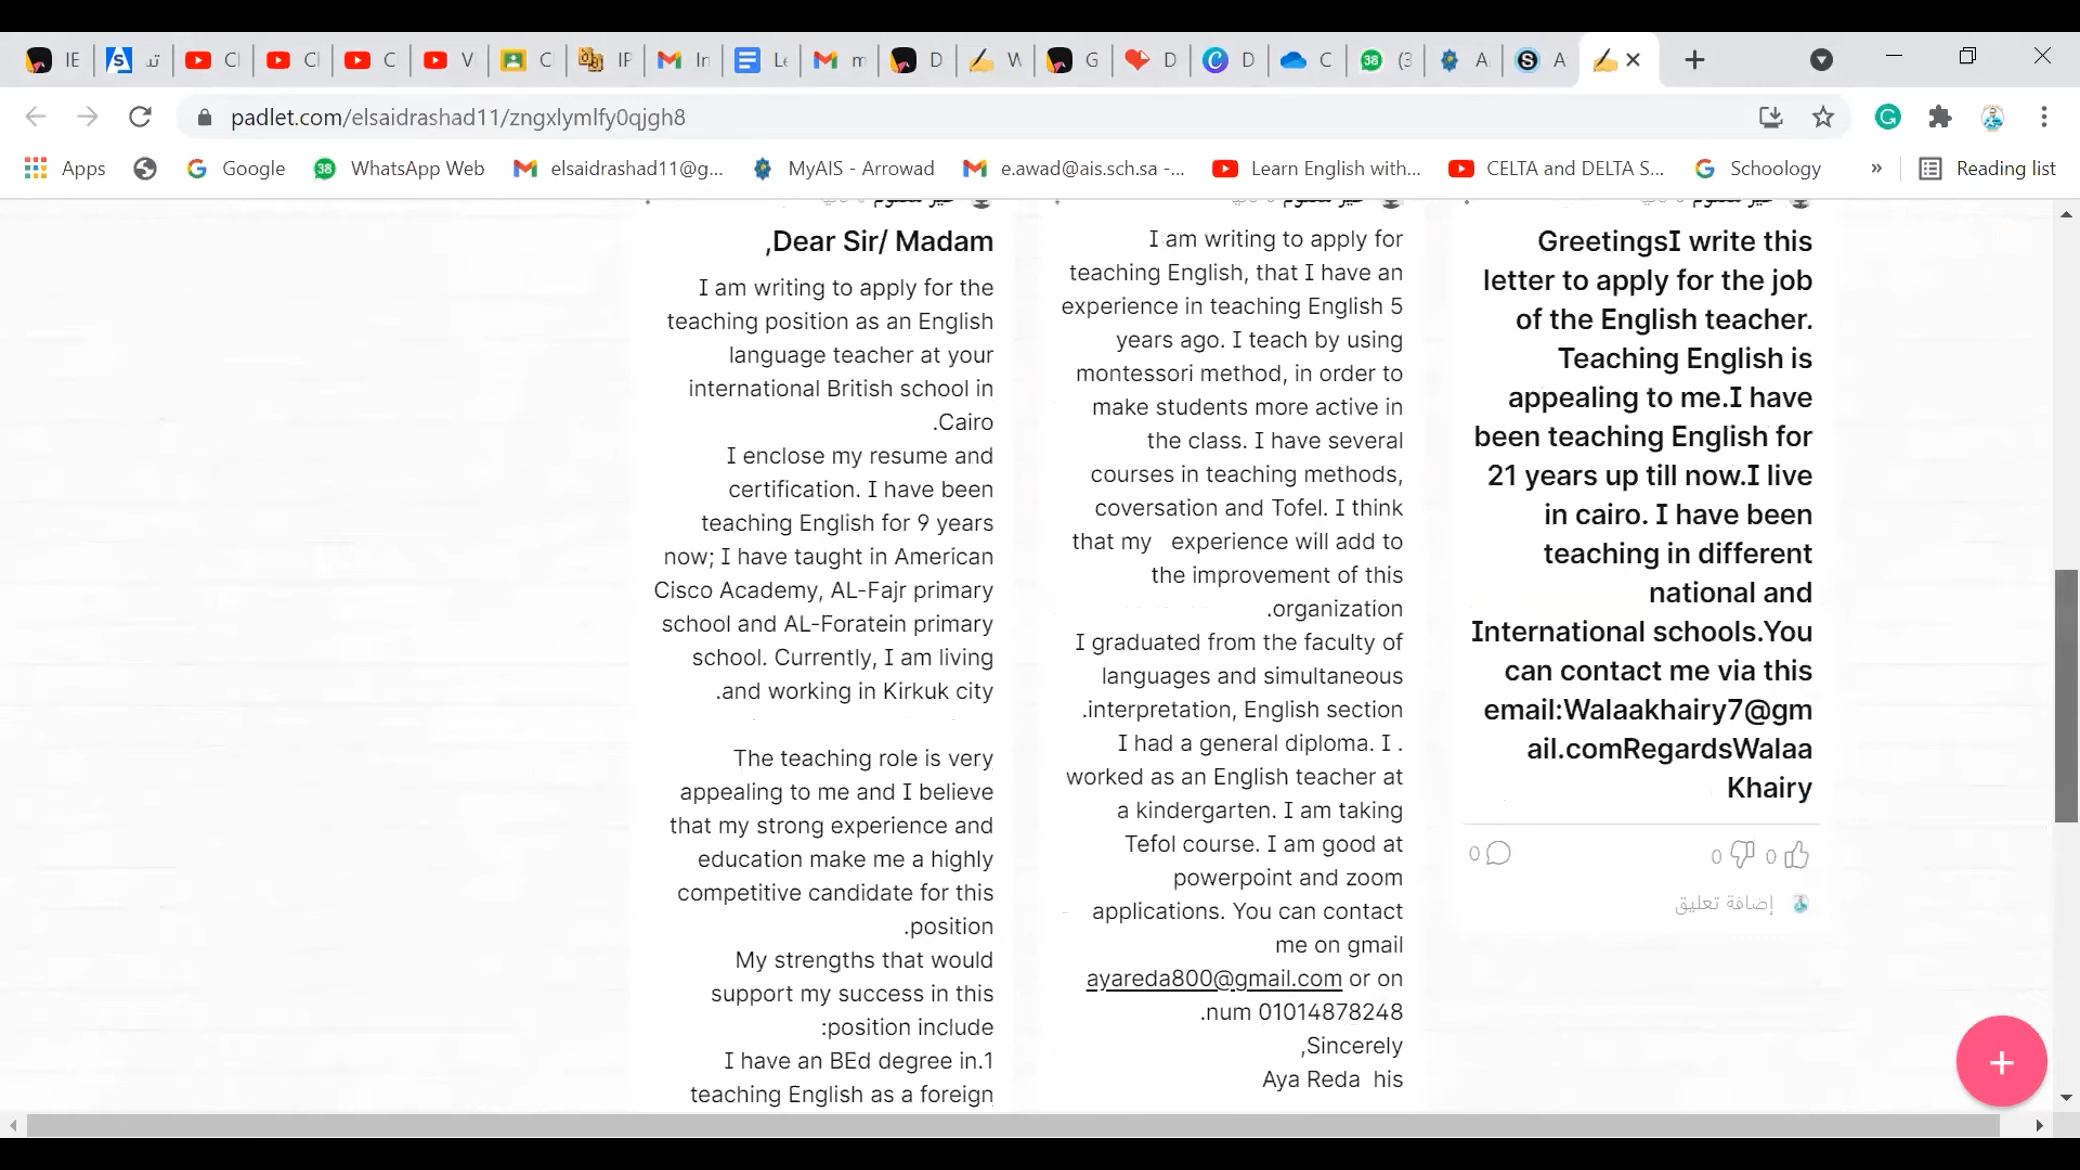 IE
تد
Cl
Cl
C
V
C
IP
In
Le
m
D
W
G
D
D
C
(3
A
A
padlet.com/elsaidrashad11/zngxlymlfy0qjgh8
Apps
Google
38
WhatsApp Web
elsaidrashad11@g...
MyAIS - Arrowad
e.awad@ais.sch.sa -...
Learn English with...
CELTA and DELTA S...
Schoology
»
Reading list
,Dear Sir/ Madam
I am writing to apply for the
teaching position as an English
language teacher at your
international British school in
.Cairo
I enclose my resume and
certification. I have been
teaching English for 9 years
now; I have taught in American
Cisco Academy, AL-Fajr primary
school and AL-Foratein primary
school. Currently, I am living
.and working in Kirkuk city
The teaching role is very
appealing to me and I believe
that my strong experience and
education make me a highly
competitive candidate for this
.position
My strengths that would
support my success in this
:position include
I have an BEd degree in.1
teaching English as a foreign
I am writing to apply for
teaching English, that I have an
experience in teaching English 5
years ago. I teach by using
montessori method, in order to
make students more active in
the class. I have several
courses in teaching methods,
coversation and Tofel. I think
that my experience will add to
the improvement of this
.organization
I graduated from the faculty of
languages and simultaneous
.interpretation, English section
I had a general diploma. I .
worked as an English teacher at
a kindergarten. I am taking
Tefol course. I am good at
powerpoint and zoom
applications. You can contact
me on gmail
ayareda800@gmail.com or on
.num 01014878248
,Sincerely
Aya Reda his
GreetingsI write this
letter to apply for the job
of the English teacher.
Teaching English is
appealing to me.I have
been teaching English for
21 years up till now.I live
in cairo. I have been
teaching in different
national and
International schools.You
can contact me via this
email:Walaakhairy7@gm
ail.comRegardsWalaa
Khairy
0
0
0
إضافة تعليق